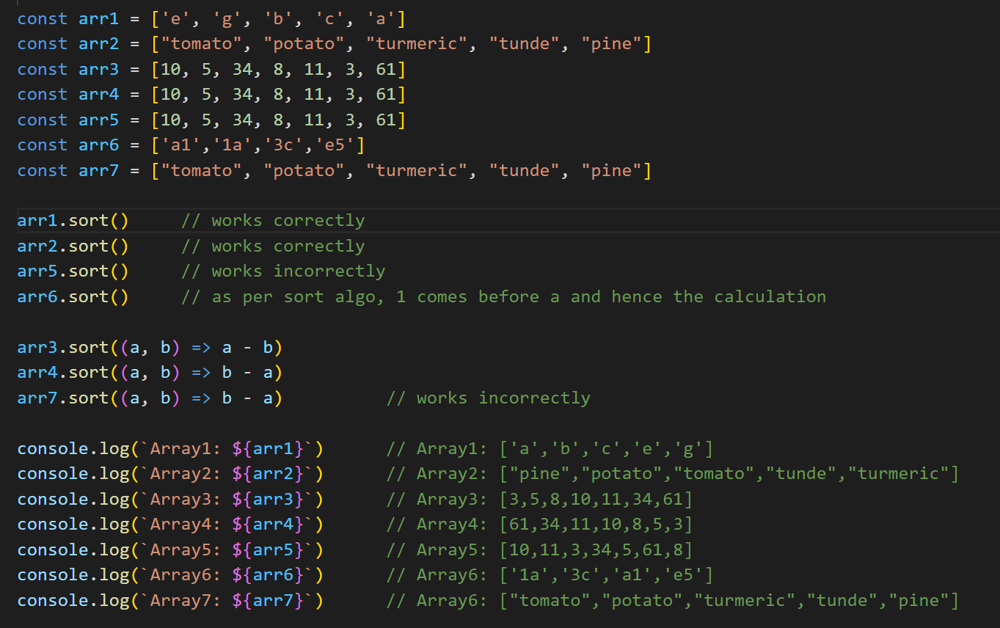 const arr1 = ['e', 'g', 'b', 'c', 'a']
const arr2 = ["tomato", "potato", "turmeric", "tunde", "pine"]
const arr3 = [10, 5, 34, 8, 11, 3, 61]
const arr4 = [10, 5, 34, 8, 11, 3, 61]
const arr5 = [10, 5, 34, 8, 11, 3, 61]
const arr6 = ['a1','1a','3c','e5']
const arr7 = ["tomato", "potato", "turmeric", "tunde", "pine"]
arr1.sort()     // works correctly
arr2.sort()     // works correctly
arr5.sort()     // works incorrectly
arr6.sort()     // as per sort algo, 1 comes before a and hence the calculation
arr3.sort((a, b) => a - b)
arr4.sort((a, b) => b - a)
arr7.sort((a, b) => b - a)          // works incorrectly
console.log(`Array1: ${arr1}`)      // Array1: ['a','b','c','e','g']
console.log(`Array2: ${arr2}`)      // Array2: ["pine","potato","tomato","tunde","turmeric"]
console.log(`Array3: ${arr3}`)      // Array3: [3,5,8,10,11,34,61]
console.log(`Array4: ${arr4}`)      // Array4: [61,34,11,10,8,5,3]
console.log(`Array5: ${arr5}`)      // Array5: [10,11,3,34,5,61,8]
console.log(`Array6: ${arr6}`)      // Array6: ['1a','3c','a1','e5']
console.log(`Array7: ${arr7}`)      // Array6: ["tomato","potato","turmeric","tunde","pine"]